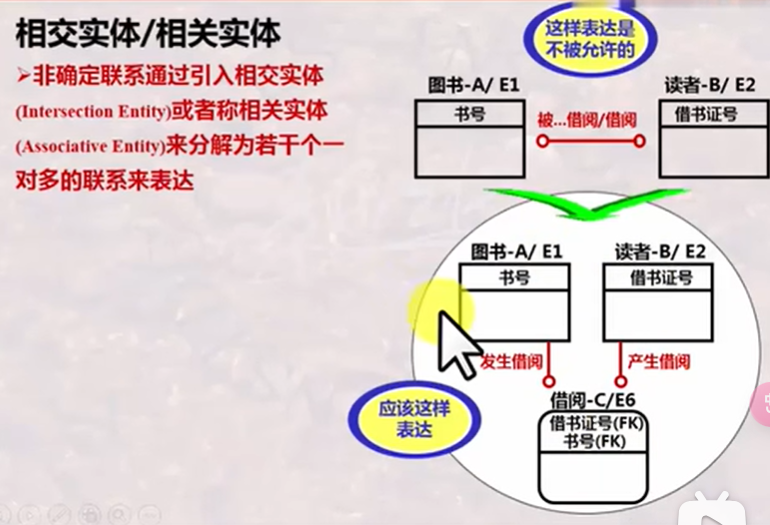 相交实体/相关实体
➢非确定联系通过引入相交实体
(Intersection Entity)或者称相关实体
(Associative Entity)来分解为若干个一
对多的联系来表达
这样表达是
不被允许的
图书-A/ E1
读者-B/ E2
书号
被...借阅/借阅
借书证号
图书-A/ E1
读者-B/ E2
书号
借书证号
发生借阅
产生借阅
应该这样
表达
借阅-C/E6
借书证号(FK)
书号(FK)